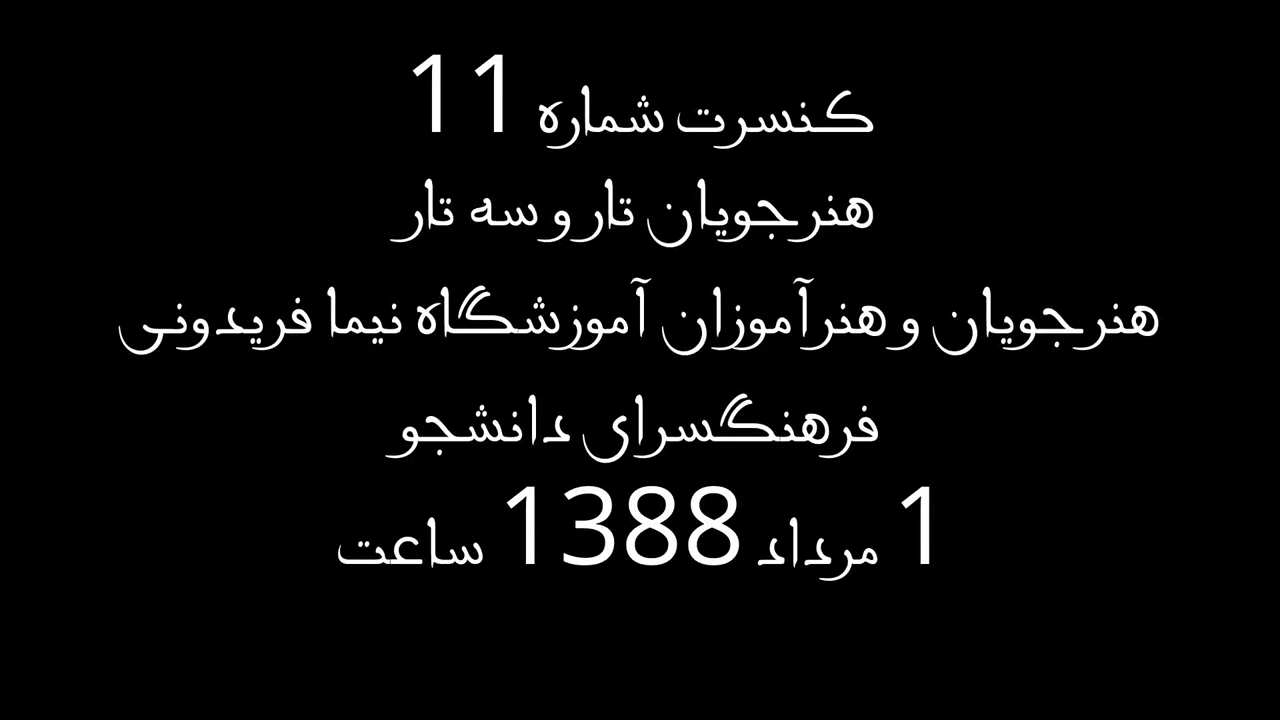 کنسرت شماره 11
هنرجویان تار و سه تار
هنرجویان و هنرآموزان آموزشگاه نیما فریدونی
فرهنگسرای دانشجو
1 مرداد 1388 ساعت